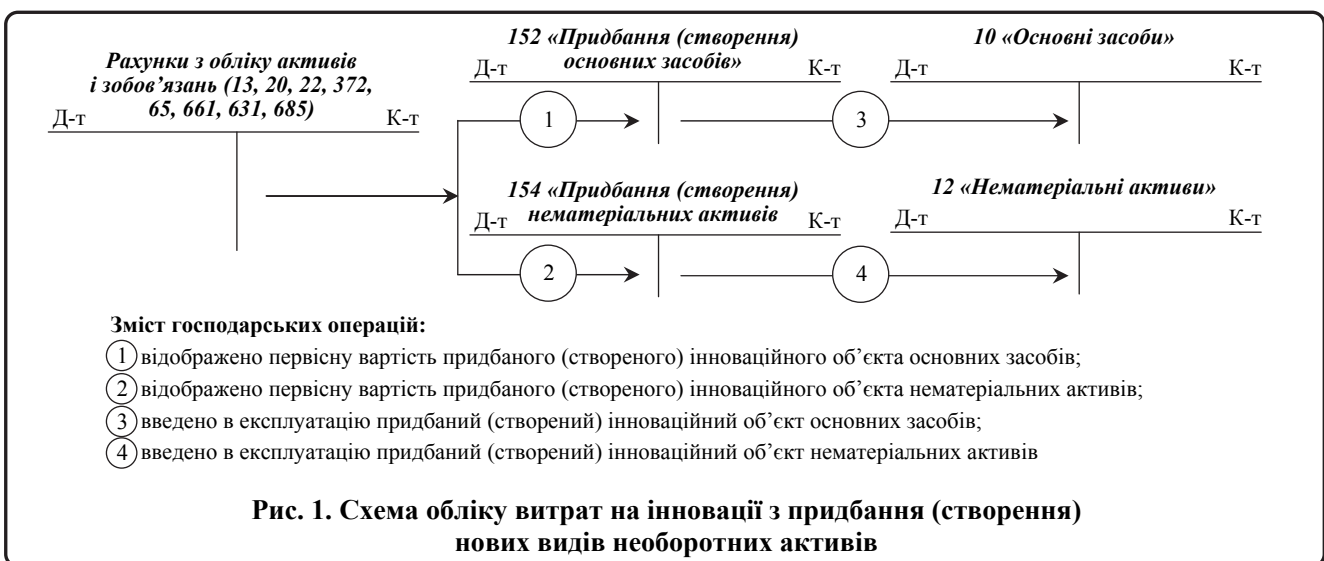 Рахунки з обліку активів
і зобов’язань (13, 20, 22, 372,
65, 661, 631, 685)
Д-т К-т
152 «Придбання (створення)
основних засобів»
Д-т К-т
10 «Основні засоби»
Д-т К-т
1
3
154 «Придбання (створення)
нематеріальних активів
Д-т К-т
12 «Нематеріальні активи»
Д-т К-т
2
4
Зміст господарських операцій:
1 відображено первісну вартість придбаного (створеного) інноваційного об’єкта основних засобів;
2 відображено первісну вартість придбаного (створеного) інноваційного об’єкта нематеріальних активів;
3 введено в експлуатацію придбаний (створений) інноваційний об’єкт основних засобів;
4 введено в експлуатацію придбаний (створений) інноваційний об’єкт нематеріальних активів
Рис. 1. Схема обліку витрат на інновації з придбання (створення)
нових видів необоротних активів